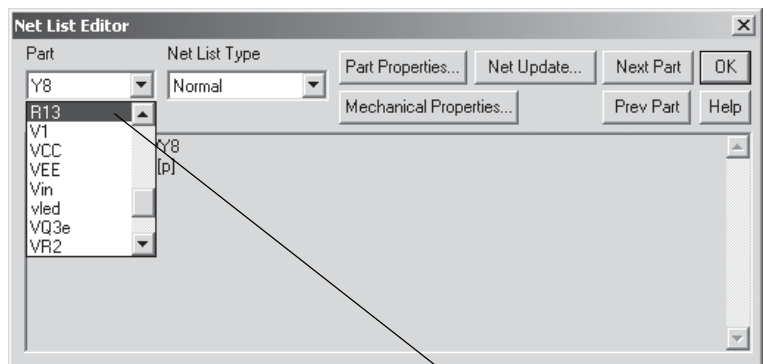 Net List Editor
Part
Net List Type
Part Properties...
Net Update...
Next Part
OK
Y8
Normal
Mechanical Properties...
Prev Part
Help
R13
V1
VCC
VEE
Vin
vled
VQ3e
VR2
Y8
[p]